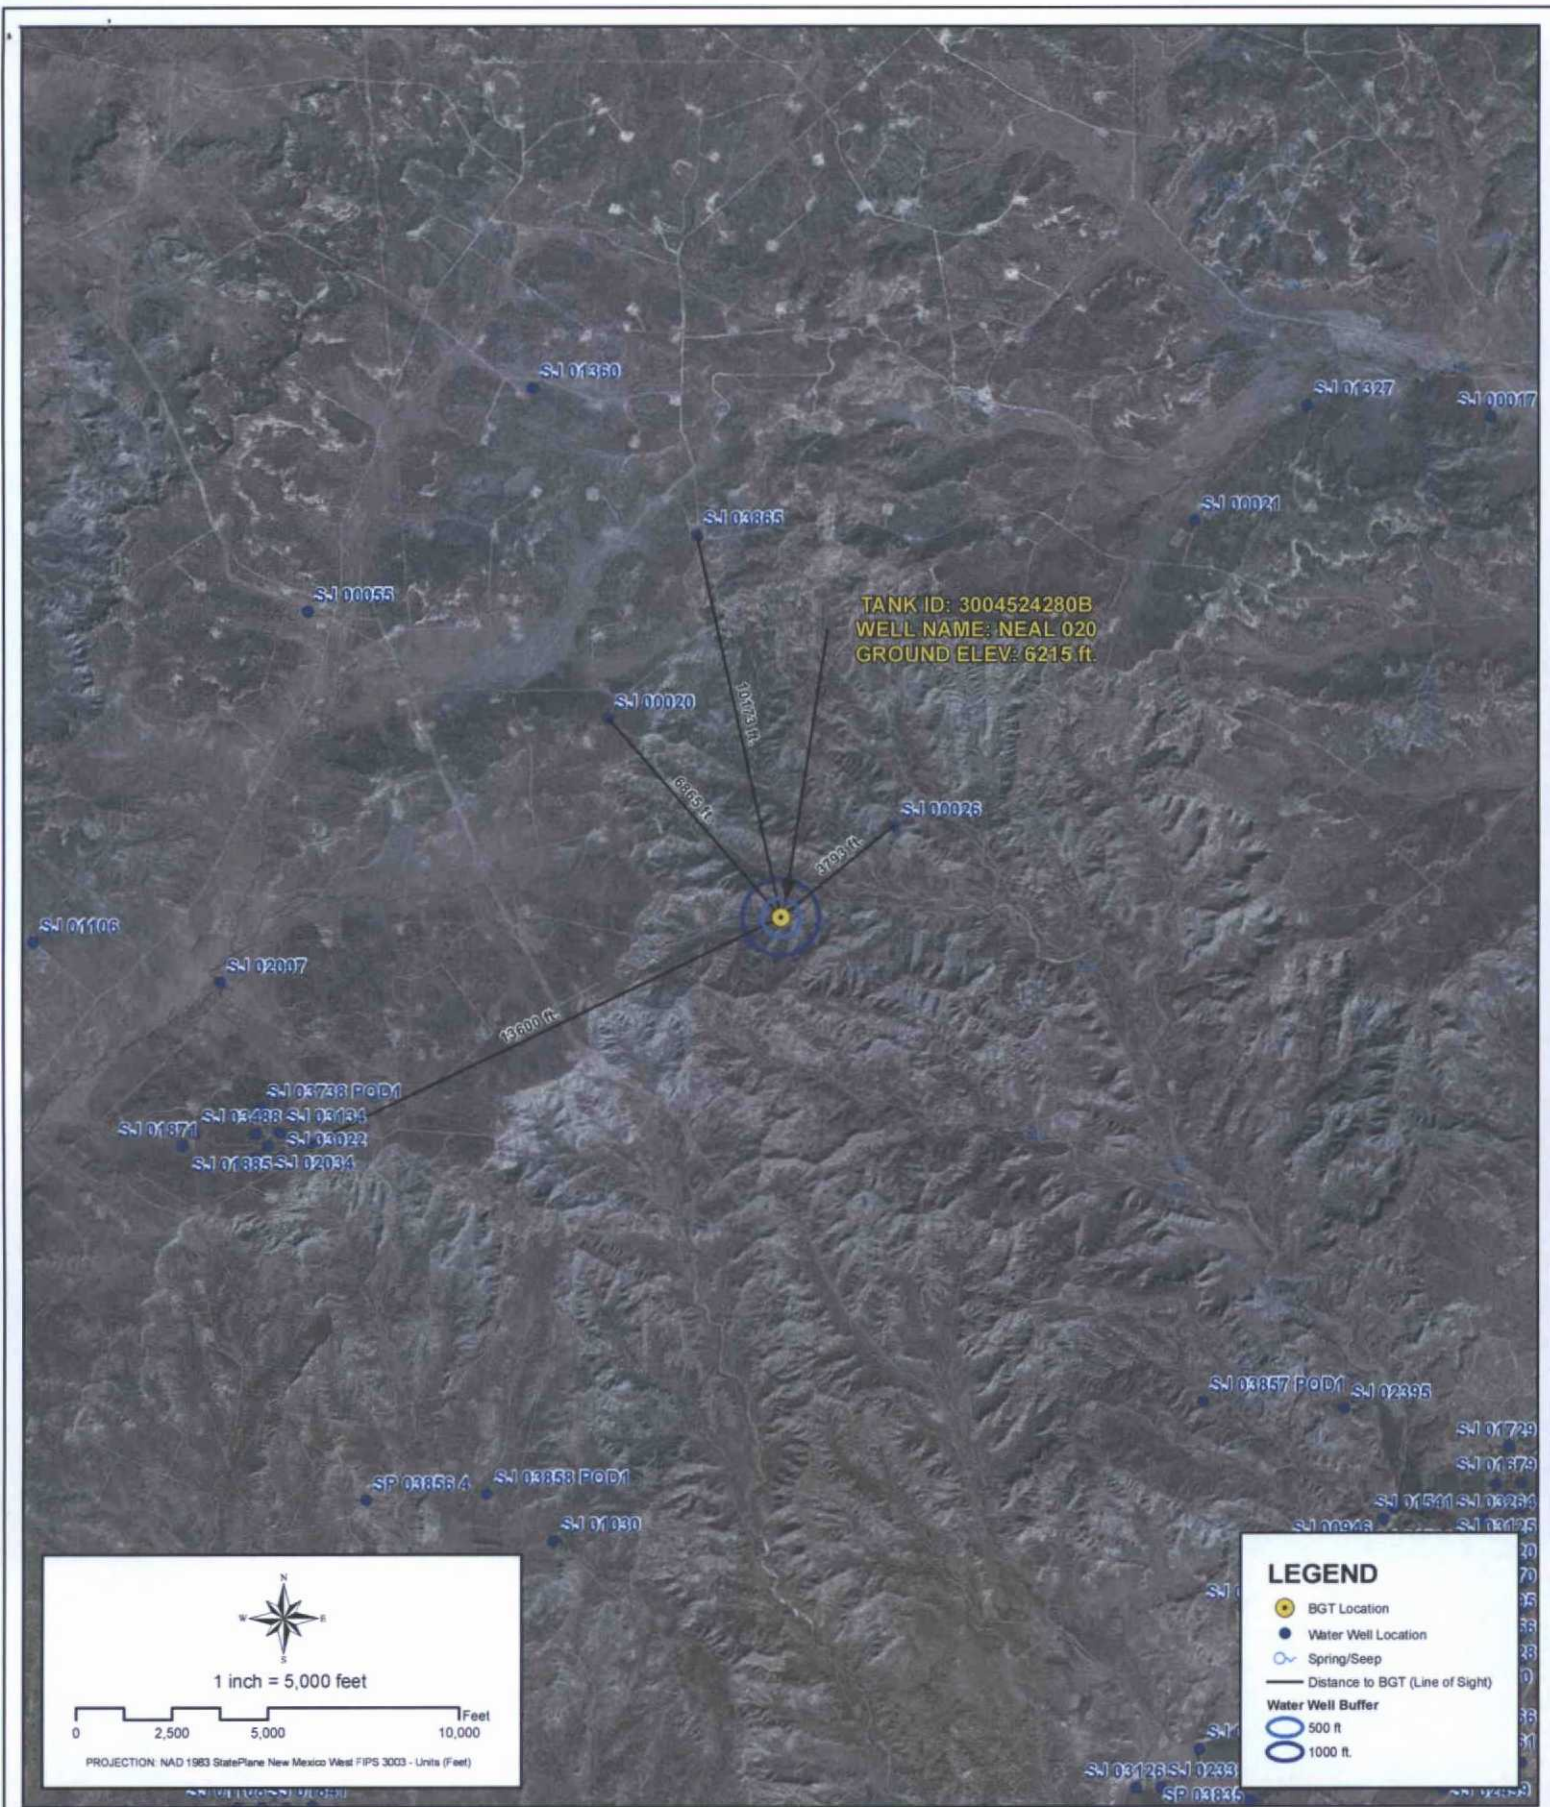 SJ 01360
SJ 01327
SJ 00017
SJ 03865
SJ 00021
SJ 00055
TANK ID: 3004524280B
WELL NAME: NEAL 020
GROUND ELEV: 6215 ft.
SJ 00020
10173 ft.
6865 ft.
SJ 00026
3793 ft.
SJ 01106
SJ 02007
13600 ft.
SJ 03738 POD1
SJ 03488 SJ 03134
SJ 01871
SJ 03022
SJ 01885 SJ 02034
SJ 03857 POD1
SJ 02395
SJ 01729
SJ 01679
SP 03856 4
SJ 03858 POD1
SJ 01541 SJ 03264
SJ 01030
SJ 00946
SJ 03125
N
W E
S
1 inch = 5,000 feet
Feet
0 2,500 5,000 10,000
PROJECTION: NAD 1983 StatePlane New Mexico West FIPS 3003 - Units (Feet)
LEGEND
BGT Location
Water Well Location
Spring/Seep
Distance to BGT (Line of Sight)
Water Well Buffer
500 ft
1000 ft.
SJ 03126 SJ 0233
SP 03835